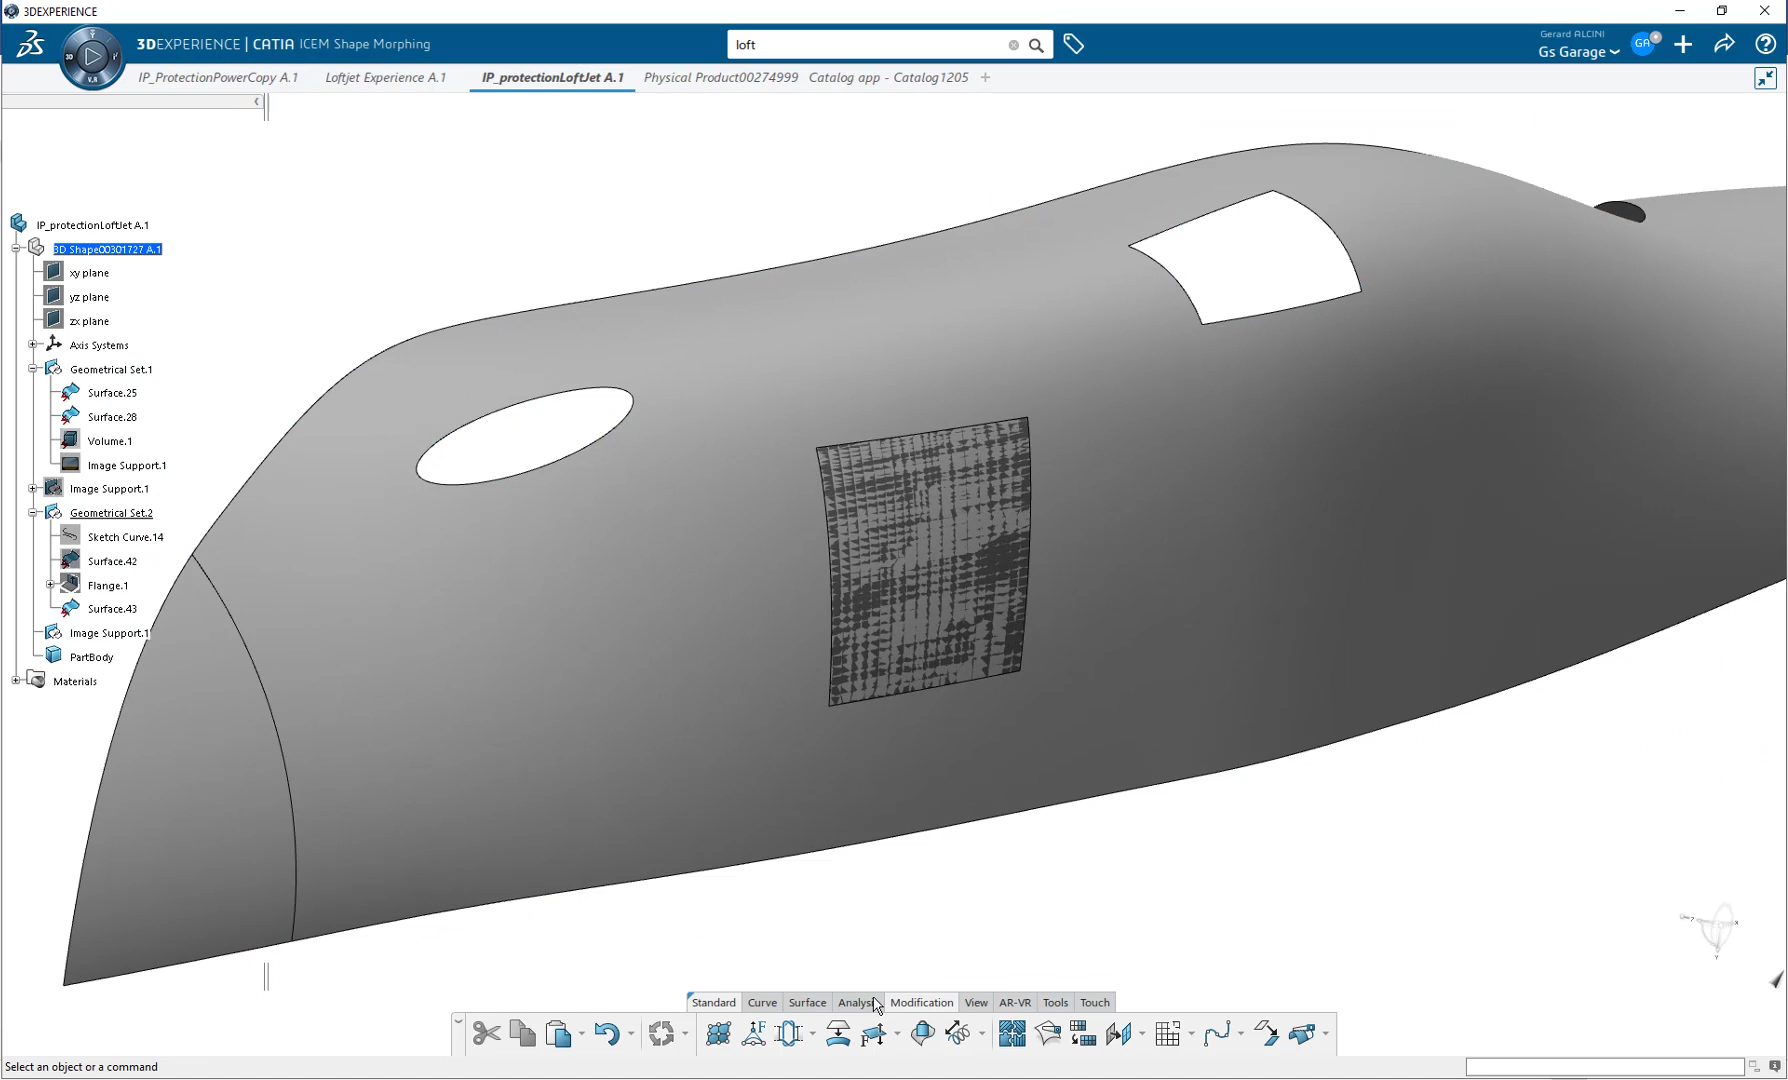 3DEXPERIENCE
3DEXPERIENCE | CATIA ICEM Shape Morphing
loft
Gerard ALCINI
Gs Garage
GA
3D
V.R
IP_ProtectionPowerCopy A.1
Loftjet Experience A.1
IP_protectionLoftJet A.1
Physical Product00274999
Catalog app - Catalog1205
IP_protectionLoftJet A.1
3D Shape00301727 A.1
xy plane
yz plane
zx plane
Axis Systems
Geometrical Set.1
Surface.25
Surface.28
Volume.1
Image Support.1
Image Support.1
Geometrical Set.2
Sketch Curve.14
Surface.42
Flange.1
Surface.43
Image Support.1
PartBody
Materials
Standard
Curve
Surface
Analysis
Modification
View
AR-VR
Tools
Touch
Select an object or a command